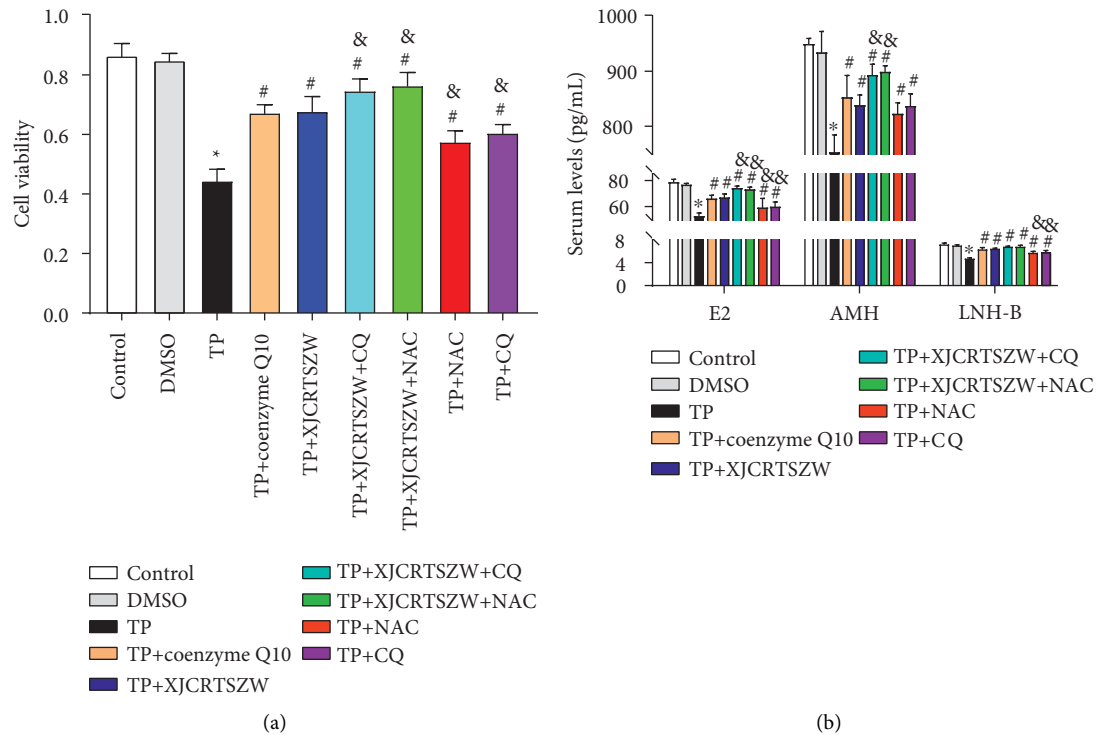 1.0
0.8
0.6
0.4
0.2
0.0
Cell viability
*
#
#
&
#
&
#
&
#
&
#
Control
DMSO
TP
TP+coenzyme Q10
TP+XJCRTSZW
TP+XJCRTSZW+CQ
TP+XJCRTSZW+NAC
TP+NAC
TP+CQ
Control
DMSO
TP
TP+coenzyme Q10
TP+XJCRTSZW
TP+XJCRTSZW+CQ
TP+XJCRTSZW+NAC
TP+NAC
TP+CQ
(a)
1000
900
800
80
60
8
4
0
Serum levels (pg/mL)
&& &&
* ## ## ##
&&
* # # ## # #
&&
* ## ## ##
E2
AMH
LNH-B
Control
DMSO
TP
TP+coenzyme Q10
TP+XJCRTSZW
TP+XJCRTSZW+CQ
TP+XJCRTSZW+NAC
TP+NAC
TP+CQ
(b)